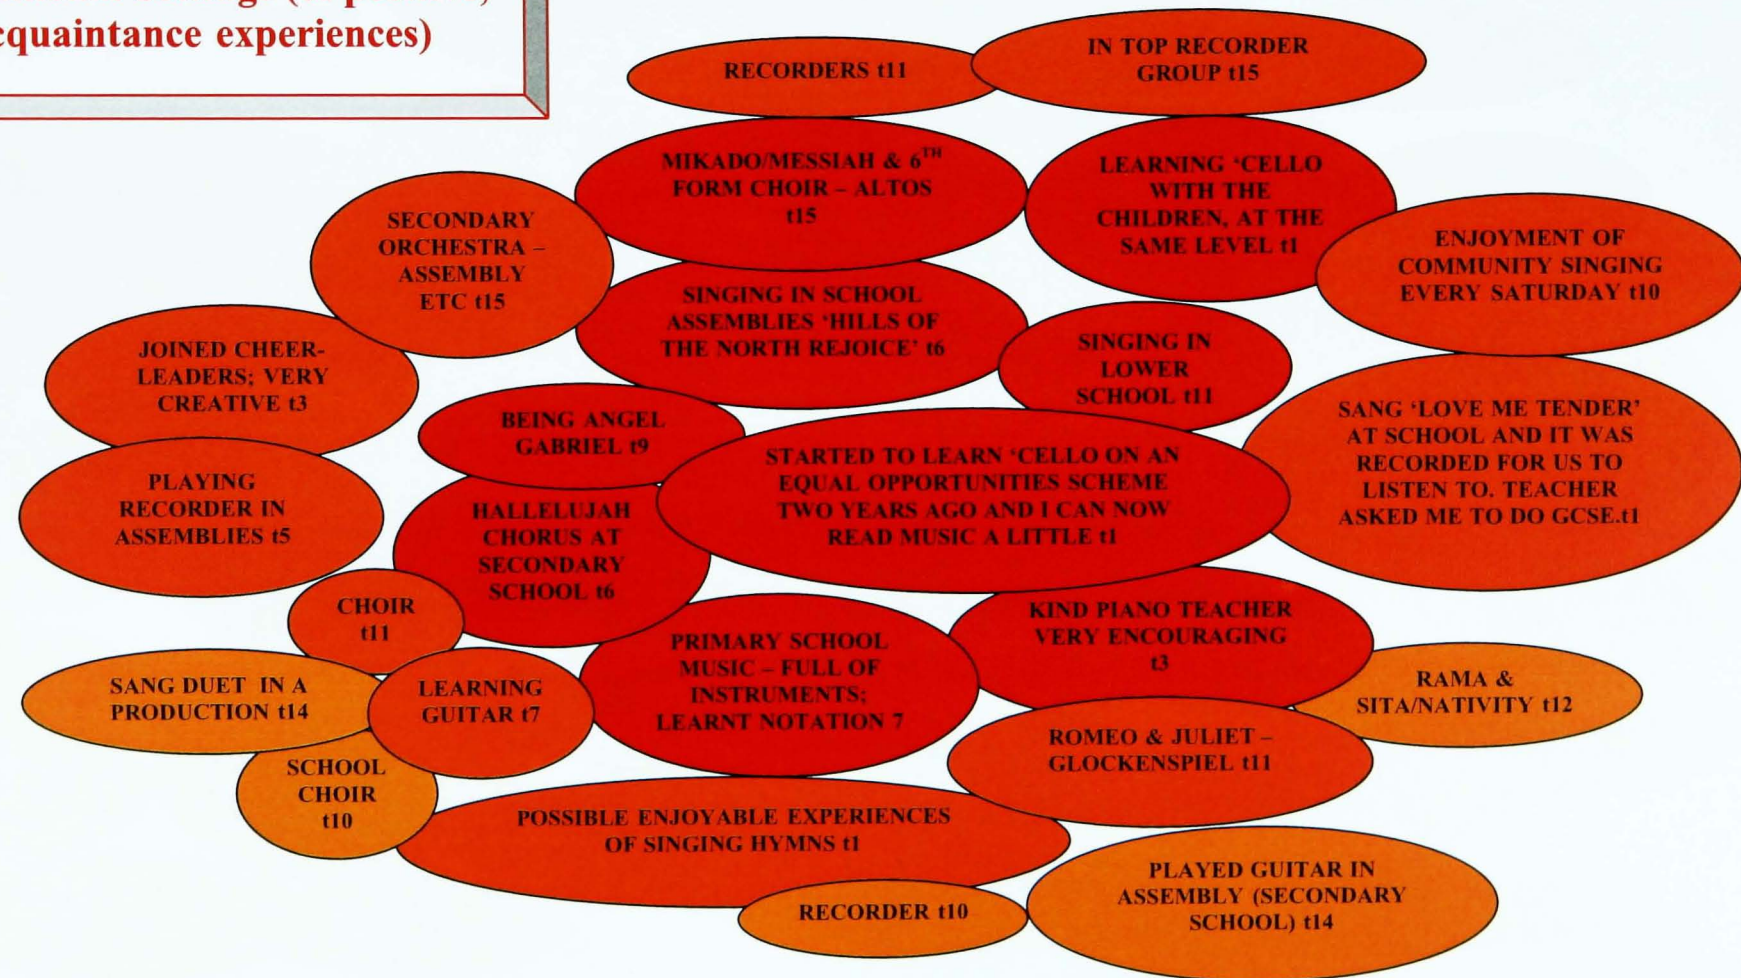 cquaintance experiences)
RECORDERS t11
IN TOP RECORDER
GROUP t15
MIKADO/MESSIAH & 6TH
FORM CHOIR – ALTOS
t15
LEARNING ‘CELLO
WITH THE
CHILDREN, AT THE
SAME LEVEL t1
SECONDARY
ORCHESTRA –
ASSEMBLY
ETC t15
ENJOYMENT OF
COMMUNITY SINGING
EVERY SATURDAY t10
SINGING IN SCHOOL
ASSEMBLIES ‘HILLS OF
THE NORTH REJOICE’ t6
JOINED CHEER-
LEADERS; VERY
CREATIVE t3
SINGING IN
LOWER
SCHOOL t11
BEING ANGEL
GABRIEL t9
SANG ‘LOVE ME TENDER’
AT SCHOOL AND IT WAS
RECORDED FOR US TO
LISTEN TO. TEACHER
ASKED ME TO DO GCSE.t1
STARTED TO LEARN ‘CELLO ON AN
EQUAL OPPORTUNITIES SCHEME
TWO YEARS AGO AND I CAN NOW
READ MUSIC A LITTLE t1
PLAYING
RECORDER IN
ASSEMBLIES t5
HALLELUJAH
CHORUS AT
SECONDARY
SCHOOL t6
CHOIR
t11
KIND PIANO TEACHER
VERY ENCOURAGING
t3
PRIMARY SCHOOL
MUSIC – FULL OF
INSTRUMENTS;
LEARNT NOTATION 7
SANG DUET IN A
PRODUCTION t14
LEARNING
GUITAR t7
RAMA &
SITA/NATIVITY t12
ROMEO & JULIET –
GLOCKENSPIEL t11
SCHOOL
CHOIR
t10
POSSIBLE ENJOYABLE EXPERIENCES
OF SINGING HYMNS t1
PLAYED GUITAR IN
ASSEMBLY (SECONDARY
SCHOOL) t14
RECORDER t10